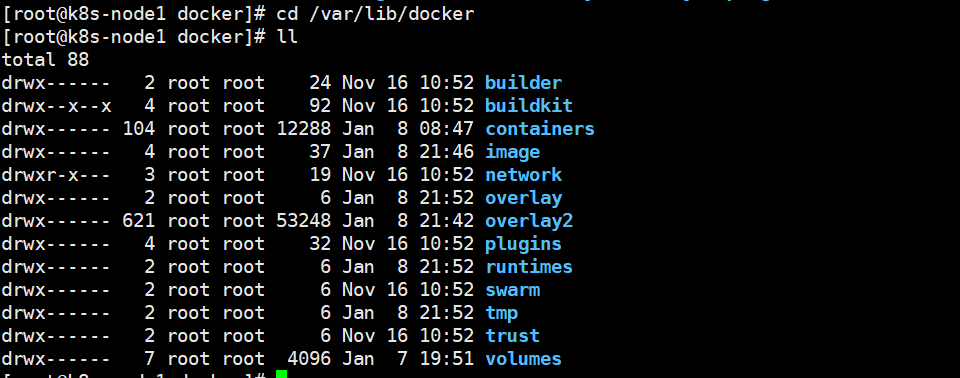 [root@k8s-node1 docker]# cd /var/lib/docker
[root@k8s-node1 docker]# ll
total 88
drwx------   2 root root    24 Nov 16 10:52 builder
drwx--x--x   4 root root    92 Nov 16 10:52 buildkit
drwx------ 104 root root 12288 Jan  8 08:47 containers
drwx------   4 root root    37 Jan  8 21:46 image
drwxr-x---   3 root root    19 Nov 16 10:52 network
drwx------   2 root root     6 Jan  8 21:52 overlay
drwx------ 621 root root 53248 Jan  8 21:42 overlay2
drwx------   4 root root    32 Nov 16 10:52 plugins
drwx------   2 root root     6 Jan  8 21:52 runtimes
drwx------   2 root root     6 Nov 16 10:52 swarm
drwx------   2 root root     6 Jan  8 21:52 tmp
drwx------   2 root root     6 Nov 16 10:52 trust
drwx------   7 root root  4096 Jan  7 19:51 volumes
[root@k8s-node1 docker]#